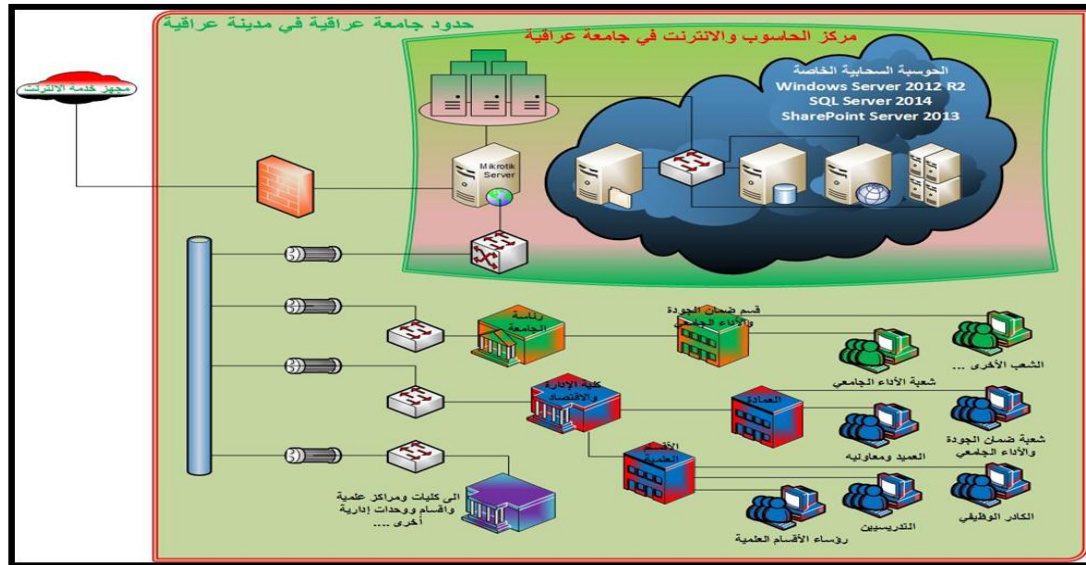 حدود جامعة عراقية في مدينة عراقية
مركز الحاسوب والانترنت في جامعة عراقية
مجهز خدمة الانترنت
الحوسبة السحابية الخاصة
Windows Server 2012 R2
SQL Server 2014
SharePoint Server 2013
Mikrotik
Server
رئاسة
الجامعة
قسم ضمان الجودة
والأداء الجامعي
شعبة الأداء الجامعي
الشعب الأخرى ...
كلية الإدارة
والاقتصاد
العمادة
العميد ومعاونيه
شعبة ضمان الجودة
والأداء الجامعي
الأقسام
العلمية
رؤساء الأقسام العلمية
التدريسيين
الكادر الوظيفي
الى كليات ومراكز علمية
واقسام ووحدات إدارية
أخرى ....